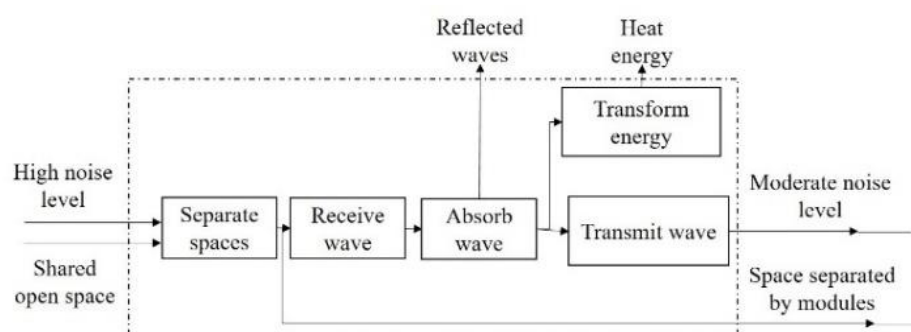 Reflected
waves
Heat
energy
Transform
energy
High noise
level
Separate
spaces
Receive
wave
Absorb
wave
Transmit wave
Moderate noise
level
Shared
open space
Space separated
by modules